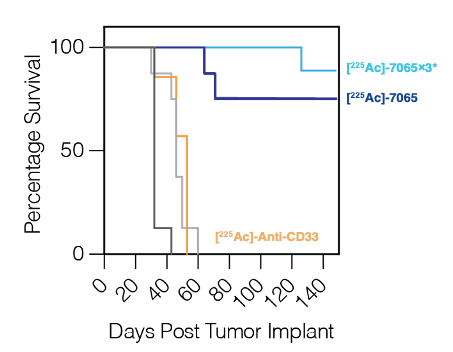 100
50
0
Percentage Survival
[²²⁵Ac]-7065×3*
[²²⁵Ac]-7065
[²²⁵Ac]-Anti-CD33
0 20 40 60 80 100 120 140
Days Post Tumor Implant